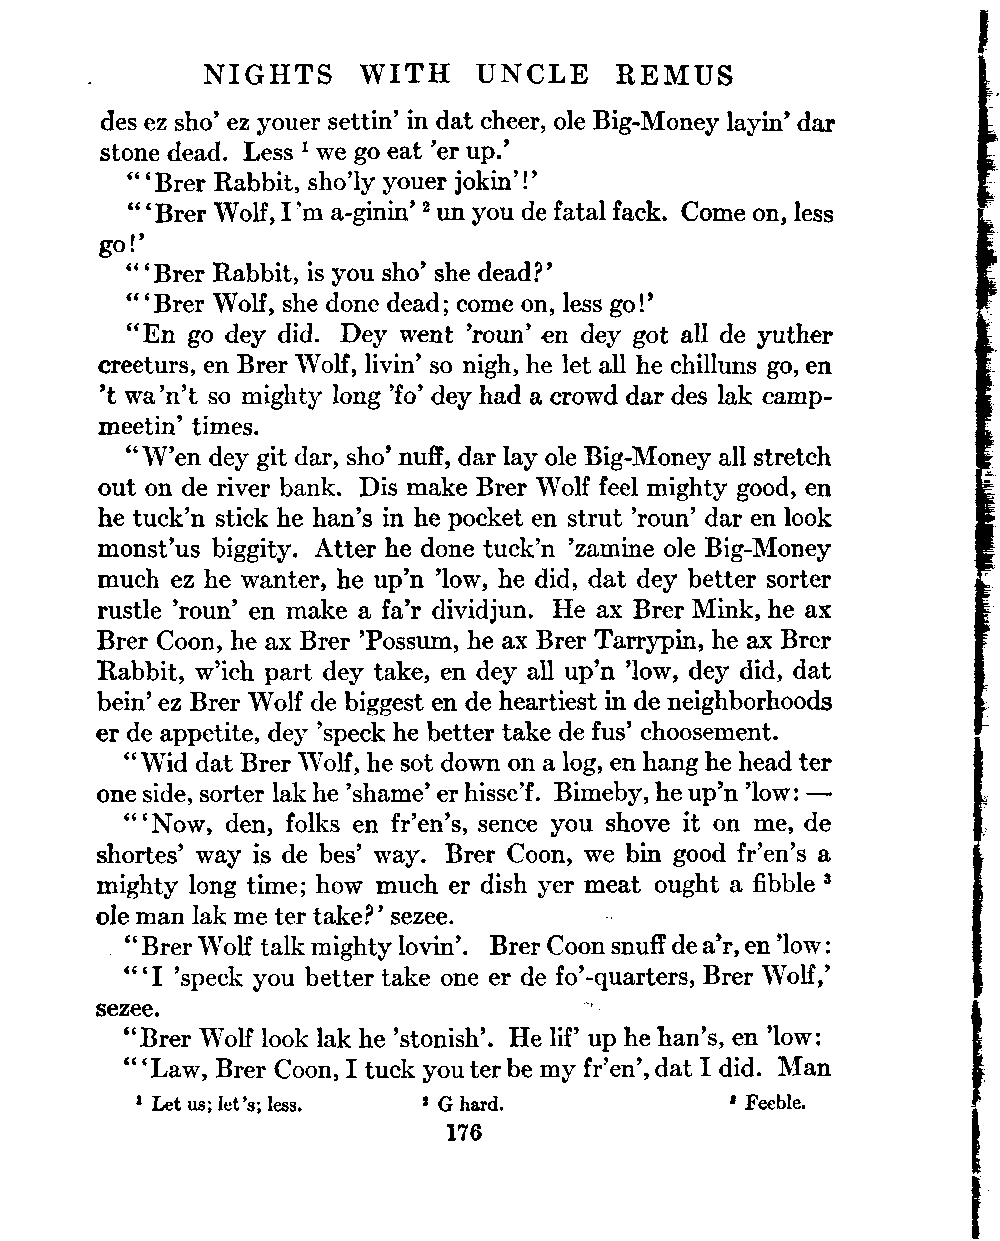 NIGHTS WITH UNCLE REMUS
des ez sho' ez youer settin' in dat cheer, ole Big-Money layin' dar
stone dead. Less ¹ we go eat 'er up.'
"'Brer Rabbit, sho'ly youer jokin'!'
"'Brer Wolf, I'm a-ginin' ² un you de fatal fack. Come on, less
go!'
"'Brer Rabbit, is you sho' she dead?'
"'Brer Wolf, she done dead; come on, less go!'
"En go dey did. Dey went 'roun' en dey got all de yuther
creeturs, en Brer Wolf, livin' so nigh, he let all he chilluns go, en
't wa'n't so mighty long 'fo' dey had a crowd dar des lak camp-
meetin' times.
"W'en dey git dar, sho' nuff, dar lay ole Big-Money all stretch
out on de river bank. Dis make Brer Wolf feel mighty good, en
he tuck'n stick he han's in he pocket en strut 'roun' dar en look
monst'us biggity. Atter he done tuck'n 'zamine ole Big-Money
much ez he wanter, he up'n 'low, he did, dat dey better sorter
rustle 'roun' en make a fa'r dividjun. He ax Brer Mink, he ax
Brer Coon, he ax Brer 'Possum, he ax Brer Tarrypin, he ax Brer
Rabbit, w'ich part dey take, en dey all up'n 'low, dey did, dat
bein' ez Brer Wolf de biggest en de heartiest in de neighborhoods
er de appetite, dey 'speck he better take de fus' choosement.
"Wid dat Brer Wolf, he sot down on a log, en hang he head ter
one side, sorter lak he 'shame' er hisse'f. Bimeby, he up'n 'low: —
"'Now, den, folks en fr'en's, sence you shove it on me, de
shortes' way is de bes' way. Brer Coon, we bin good fr'en's a
mighty long time; how much er dish yer meat ought a fibble ³
ole man lak me ter take?' sezee.
"Brer Wolf talk mighty lovin'. Brer Coon snuff de a'r, en 'low:
"'I 'speck you better take one er de fo'-quarters, Brer Wolf,'
sezee.
"Brer Wolf look lak he 'stonish'. He lif' up he han's, en 'low:
"'Law, Brer Coon, I tuck you ter be my fr'en', dat I did. Man
¹ Let us; let's; less. ² G hard. ³ Feeble.
176